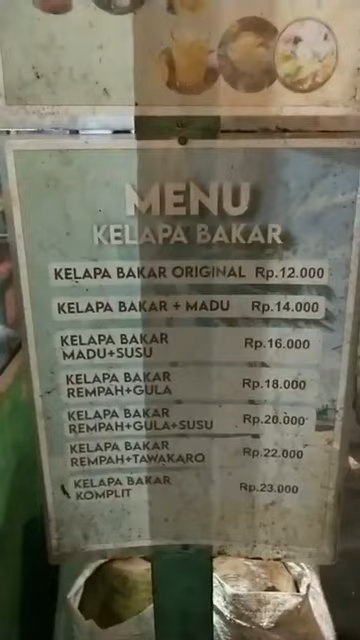 MENU
KELAPA BAKAR
KELAPA BAKAR ORIGINAL Rp.12.000
KELAPA BAKAR + MADU Rp.14.000
KELAPA BAKAR
MADU+SUSU Rp.16.000
KELAPA BAKAR
REMPAH+GULA Rp.18.000
KELAPA BAKAR
REMPAH+GULA+SUSU Rp.20.000
KELAPA BAKAR
REMPAH+TAWAKARO Rp.22.000
KELAPA BAKAR
KOMPLIT Rp.23.000